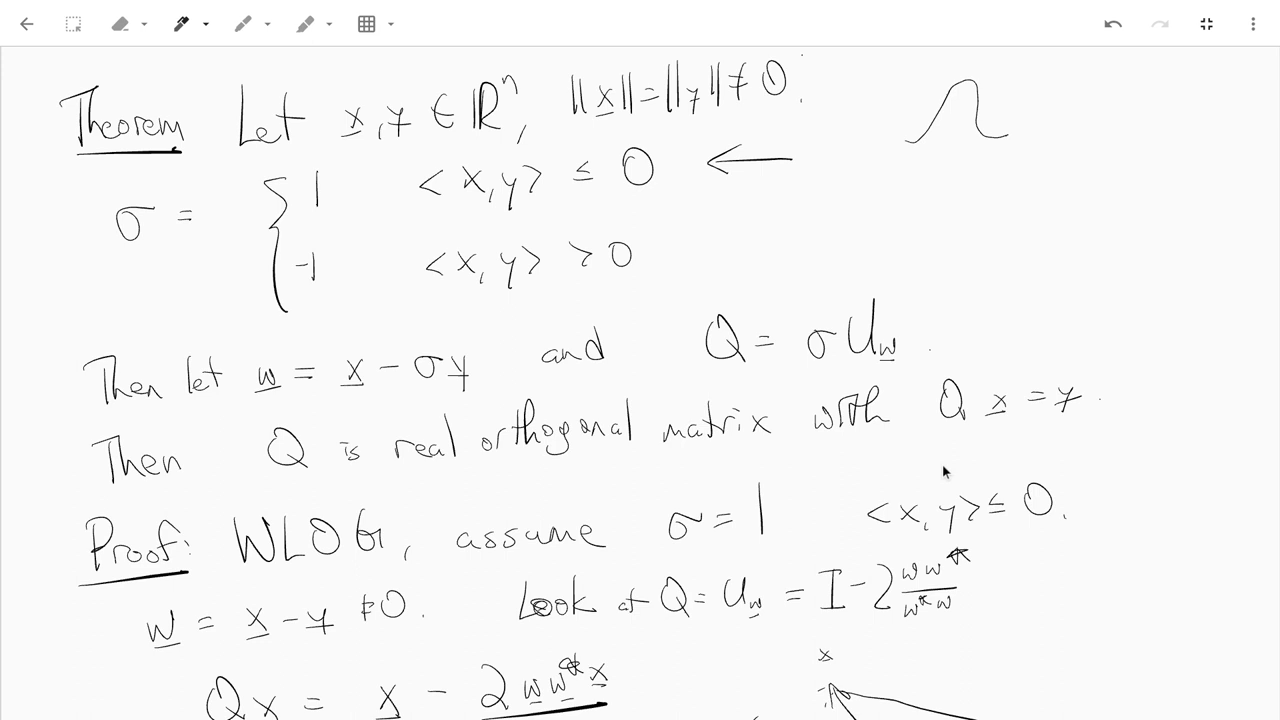 Theorem Let x, y ∈ ℝⁿ, ||x|| = ||y|| ≠ 0.
σ = { 1 <x, y> ≤ 0 ←
-1 <x, y> > 0
Then let w = x - σy and Q = σU_w.
Then Q is real orthogonal matrix with Q x = y.
Proof: WLOG, assume σ = 1 <x, y> ≤ 0.
w = x - y ≠ 0. Look at Q = U_w = I - 2 ww*/w*w
Qx = x - 2ww*x
x